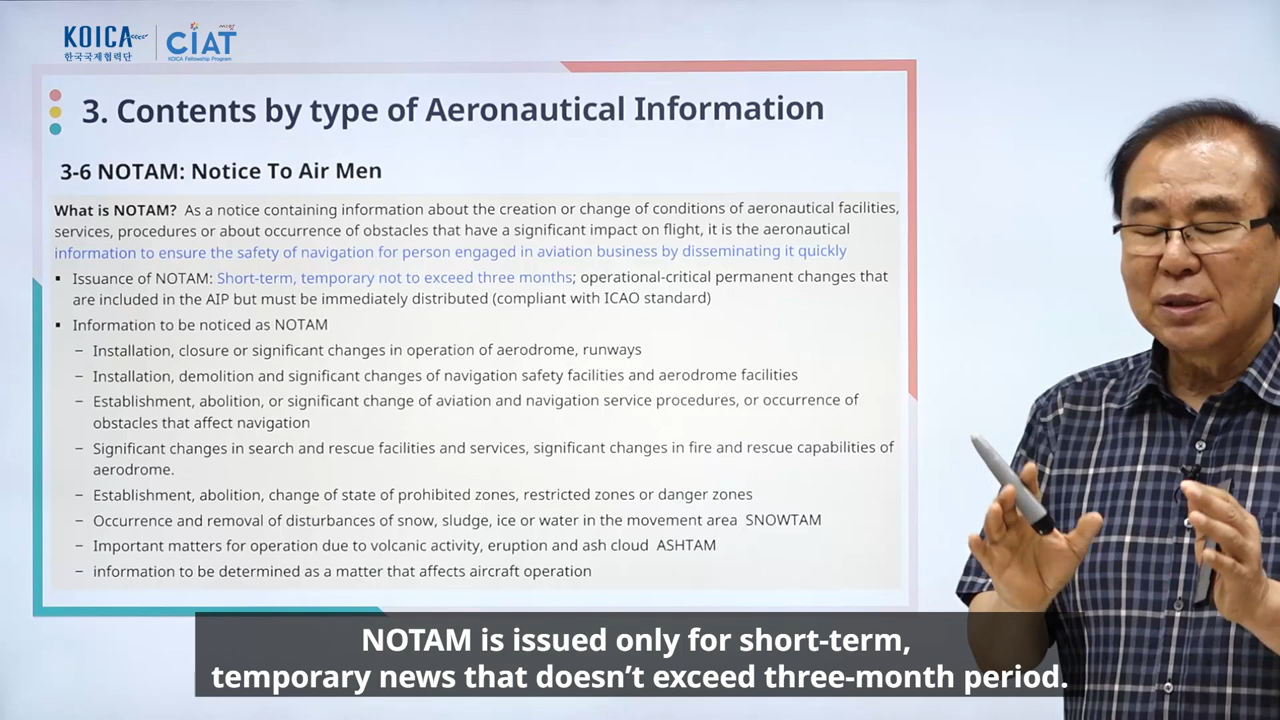 KOICA
한국국제협력단
CIAT
KOICA Fellowship Program
3. Contents by type of Aeronautical Information
3-6 NOTAM: Notice To Air Men
What is NOTAM? As a notice containing information about the creation or change of conditions of aeronautical facilities,
services, procedures or about occurrence of obstacles that have a significant impact on flight, it is the aeronautical
information to ensure the safety of navigation for person engaged in aviation business by disseminating it quickly
▪ Issuance of NOTAM: Short-term, temporary not to exceed three months; operational-critical permanent changes that
are included in the AIP but must be immediately distributed (compliant with ICAO standard)
▪ Information to be noticed as NOTAM
− Installation, closure or significant changes in operation of aerodrome, runways
− Installation, demolition and significant changes of navigation safety facilities and aerodrome facilities
− Establishment, abolition, or significant change of aviation and navigation service procedures, or occurrence of
obstacles that affect navigation
− Significant changes in search and rescue facilities and services, significant changes in fire and rescue capabilities of
aerodrome.
− Establishment, abolition, change of state of prohibited zones, restricted zones or danger zones
− Occurrence and removal of disturbances of snow, sludge, ice or water in the movement area SNOWTAM
− Important matters for operation due to volcanic activity, eruption and ash cloud ASHTAM
− information to be determined as a matter that affects aircraft operation
NOTAM is issued only for short-term,
temporary news that doesn't exceed three-month period.